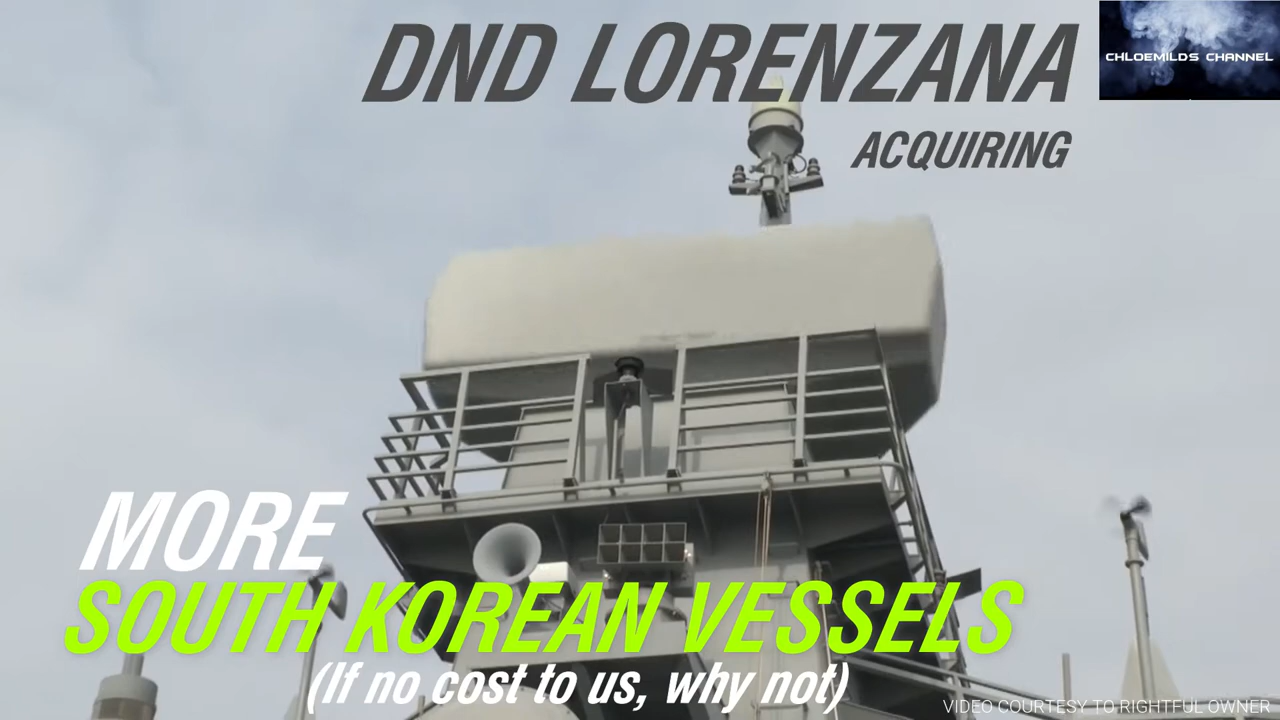 DND LORENZANA
CHLOEMILDS CHANNEL
ACQUIRING
MORE
SOUTH KOREAN VESSELS
(If no cost to us, why not)
VIDEO COURTESY TO RIGHTFUL OWNER